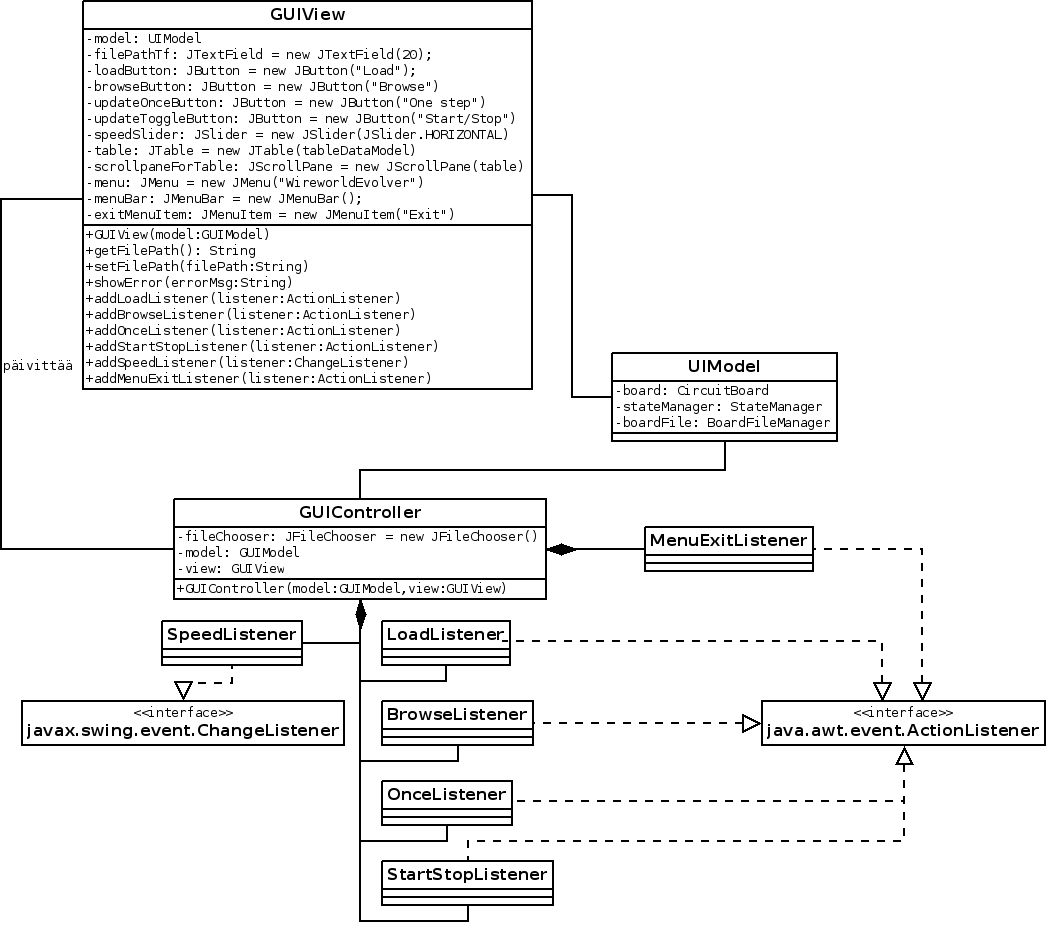 GUIView
-model: UIModel
-filePathTf: JTextField = new JTextField(20);
-loadButton: JButton = new JButton("Load");
-browseButton: JButton = new JButton("Browse")
-updateOnceButton: JButton = new JButton("One step")
-updateToggleButton: JButton = new JButton("Start/Stop")
-speedSlider: JSlider = new JSlider(JSlider.HORIZONTAL)
-table: JTable = new JTable(tableDataModel)
-scrollpaneForTable: JScrollPane = new JScrollPane(table)
-menu: JMenu = new JMenu("WireworldEvolver")
-menuBar: JMenuBar = new JMenuBar();
-exitMenuItem: JMenuItem = new JMenuItem("Exit")
+GUIView(model:GUIModel)
+getFilePath(): String
+setFilePath(filePath:String)
+showError(errorMsg:String)
+addLoadListener(listener:ActionListener)
+addBrowseListener(listener:ActionListener)
+addOnceListener(listener:ActionListener)
+addStartStopListener(listener:ActionListener)
+addSpeedListener(listener:ChangeListener)
+addMenuExitListener(listener:ActionListener)
päivittää
UIModel
-board: CircuitBoard
-stateManager: StateManager
-boardFile: BoardFileManager
GUIController
-fileChooser: JFileChooser = new JFileChooser()
-model: GUIModel
-view: GUIView
+GUIController(model:GUIModel,view:GUIView)
MenuExitListener
SpeedListener
LoadListener
<<interface>>
javax.swing.event.ChangeListener
BrowseListener
<<interface>>
java.awt.event.ActionListener
OnceListener
StartStopListener